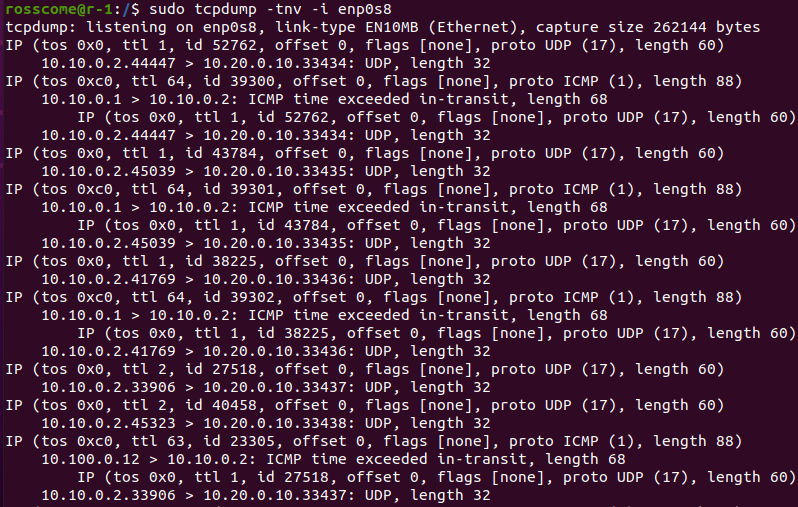 rosscome@r-1:/$ sudo tcpdump -tnv -i enp0s8
tcpdump: listening on enp0s8, link-type EN10MB (Ethernet), capture size 262144 bytes
IP (tos 0x0, ttl 1, id 52762, offset 0, flags [none], proto UDP (17), length 60)
    10.10.0.2.44447 > 10.20.0.10.33434: UDP, length 32
IP (tos 0xc0, ttl 64, id 39300, offset 0, flags [none], proto ICMP (1), length 88)
    10.10.0.1 > 10.10.0.2: ICMP time exceeded in-transit, length 68
        IP (tos 0x0, ttl 1, id 52762, offset 0, flags [none], proto UDP (17), length 60)
    10.10.0.2.44447 > 10.20.0.10.33434: UDP, length 32
IP (tos 0x0, ttl 1, id 43784, offset 0, flags [none], proto UDP (17), length 60)
    10.10.0.2.45039 > 10.20.0.10.33435: UDP, length 32
IP (tos 0xc0, ttl 64, id 39301, offset 0, flags [none], proto ICMP (1), length 88)
    10.10.0.1 > 10.10.0.2: ICMP time exceeded in-transit, length 68
        IP (tos 0x0, ttl 1, id 43784, offset 0, flags [none], proto UDP (17), length 60)
    10.10.0.2.45039 > 10.20.0.10.33435: UDP, length 32
IP (tos 0x0, ttl 1, id 38225, offset 0, flags [none], proto UDP (17), length 60)
    10.10.0.2.41769 > 10.20.0.10.33436: UDP, length 32
IP (tos 0xc0, ttl 64, id 39302, offset 0, flags [none], proto ICMP (1), length 88)
    10.10.0.1 > 10.10.0.2: ICMP time exceeded in-transit, length 68
        IP (tos 0x0, ttl 1, id 38225, offset 0, flags [none], proto UDP (17), length 60)
    10.10.0.2.41769 > 10.20.0.10.33436: UDP, length 32
IP (tos 0x0, ttl 2, id 27518, offset 0, flags [none], proto UDP (17), length 60)
    10.10.0.2.33906 > 10.20.0.10.33437: UDP, length 32
IP (tos 0x0, ttl 2, id 40458, offset 0, flags [none], proto UDP (17), length 60)
    10.10.0.2.45323 > 10.20.0.10.33438: UDP, length 32
IP (tos 0xc0, ttl 63, id 23305, offset 0, flags [none], proto ICMP (1), length 88)
    10.100.0.12 > 10.10.0.2: ICMP time exceeded in-transit, length 68
        IP (tos 0x0, ttl 1, id 27518, offset 0, flags [none], proto UDP (17), length 60)
    10.10.0.2.33906 > 10.20.0.10.33437: UDP, length 32